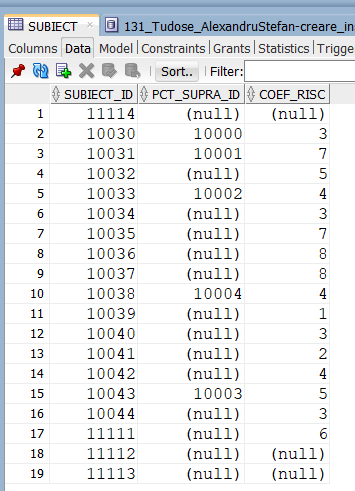 SUBIECT 131_Tudose_AlexandruStefan-creare_in
Columns Data Model Constraints Grants Statistics Trigge
Sort.. Filter:
SUBIECT_ID PCT_SUPRA_ID COEF_RISC
1 11114 (null) (null)
2 10030 10000 3
3 10031 10001 7
4 10032 (null) 5
5 10033 10002 4
6 10034 (null) 3
7 10035 (null) 7
8 10036 (null) 8
9 10037 (null) 8
10 10038 10004 4
11 10039 (null) 1
12 10040 (null) 3
13 10041 (null) 2
14 10042 (null) 4
15 10043 10003 5
16 10044 (null) 3
17 11111 (null) 6
18 11112 (null) (null)
19 11113 (null) (null)